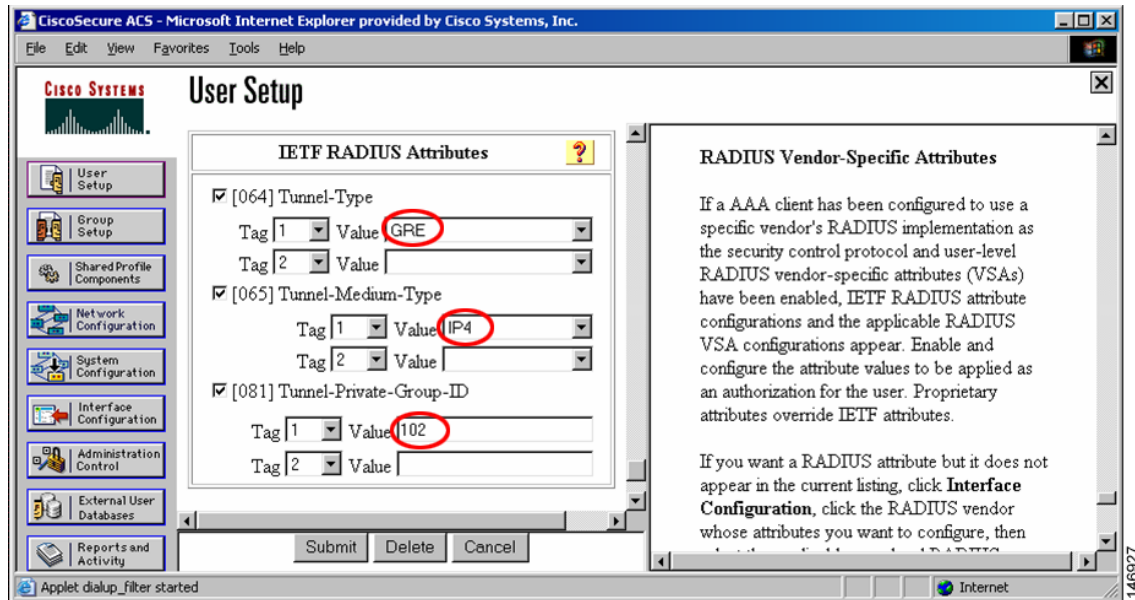 CiscoSecure ACS - Microsoft Internet Explorer provided by Cisco Systems, Inc.
File Edit View Favorites Tools Help
CISCO SYSTEMS
User Setup
User
Setup
Group
Setup
Shared Profile
Components
Network
Configuration
System
Configuration
Interface
Configuration
Administration
Control
External User
Databases
Reports and
Activity
IETF RADIUS Attributes ?
[064] Tunnel-Type
Tag 1 Value GRE
Tag 2 Value
[065] Tunnel-Medium-Type
Tag 1 Value IP4
Tag 2 Value
[081] Tunnel-Private-Group-ID
Tag 1 Value 102
Tag 2 Value
Submit Delete Cancel
RADIUS Vendor-Specific Attributes
If a AAA client has been configured to use a
specific vendor's RADIUS implementation as
the security control protocol and user-level
RADIUS vendor-specific attributes (VSAs)
have been enabled, IETF RADIUS attribute
configurations and the applicable RADIUS
VSA configurations appear. Enable and
configure the attribute values to be applied as
an authorization for the user. Proprietary
attributes override IETF attributes.
If you want a RADIUS attribute but it does not
appear in the current listing, click Interface
Configuration, click the RADIUS vendor
whose attributes you want to configure, then
Applet dialup_filter started
Internet
146927